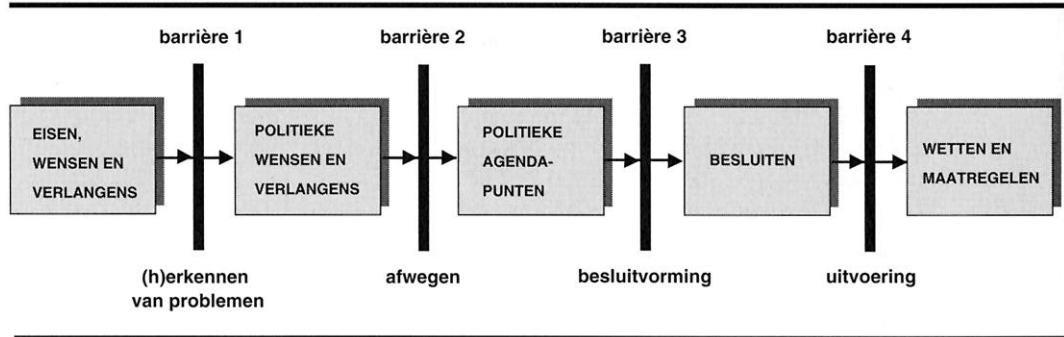 barrière 1
barrière 2
barrière 3
barrière 4
EISEN,
WENSEN EN
VERLANGENS
POLITIEKE
WENSEN EN
VERLANGENS
POLITIEKE
AGENDA-
PUNTEN
BESLUITEN
WETTEN EN
MAATREGELEN
(h)erkennen
van problemen
afwegen
besluitvorming
uitvoering